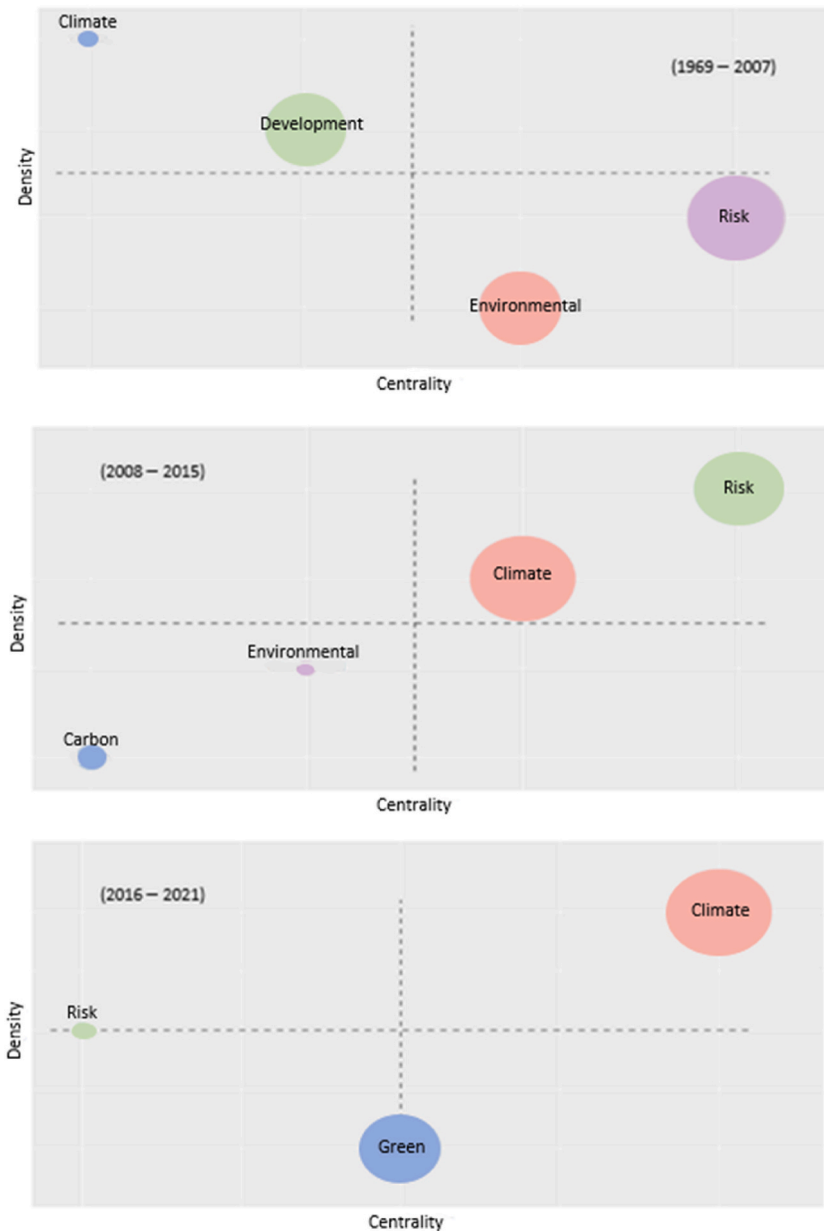 Climate
(1969 – 2007)
Development
Density
Risk
Environmental
Centrality
(2008 – 2015)
Risk
Climate
Density
Environmental
Carbon
Centrality
(2016 – 2021)
Climate
Risk
Density
Green
Centrality